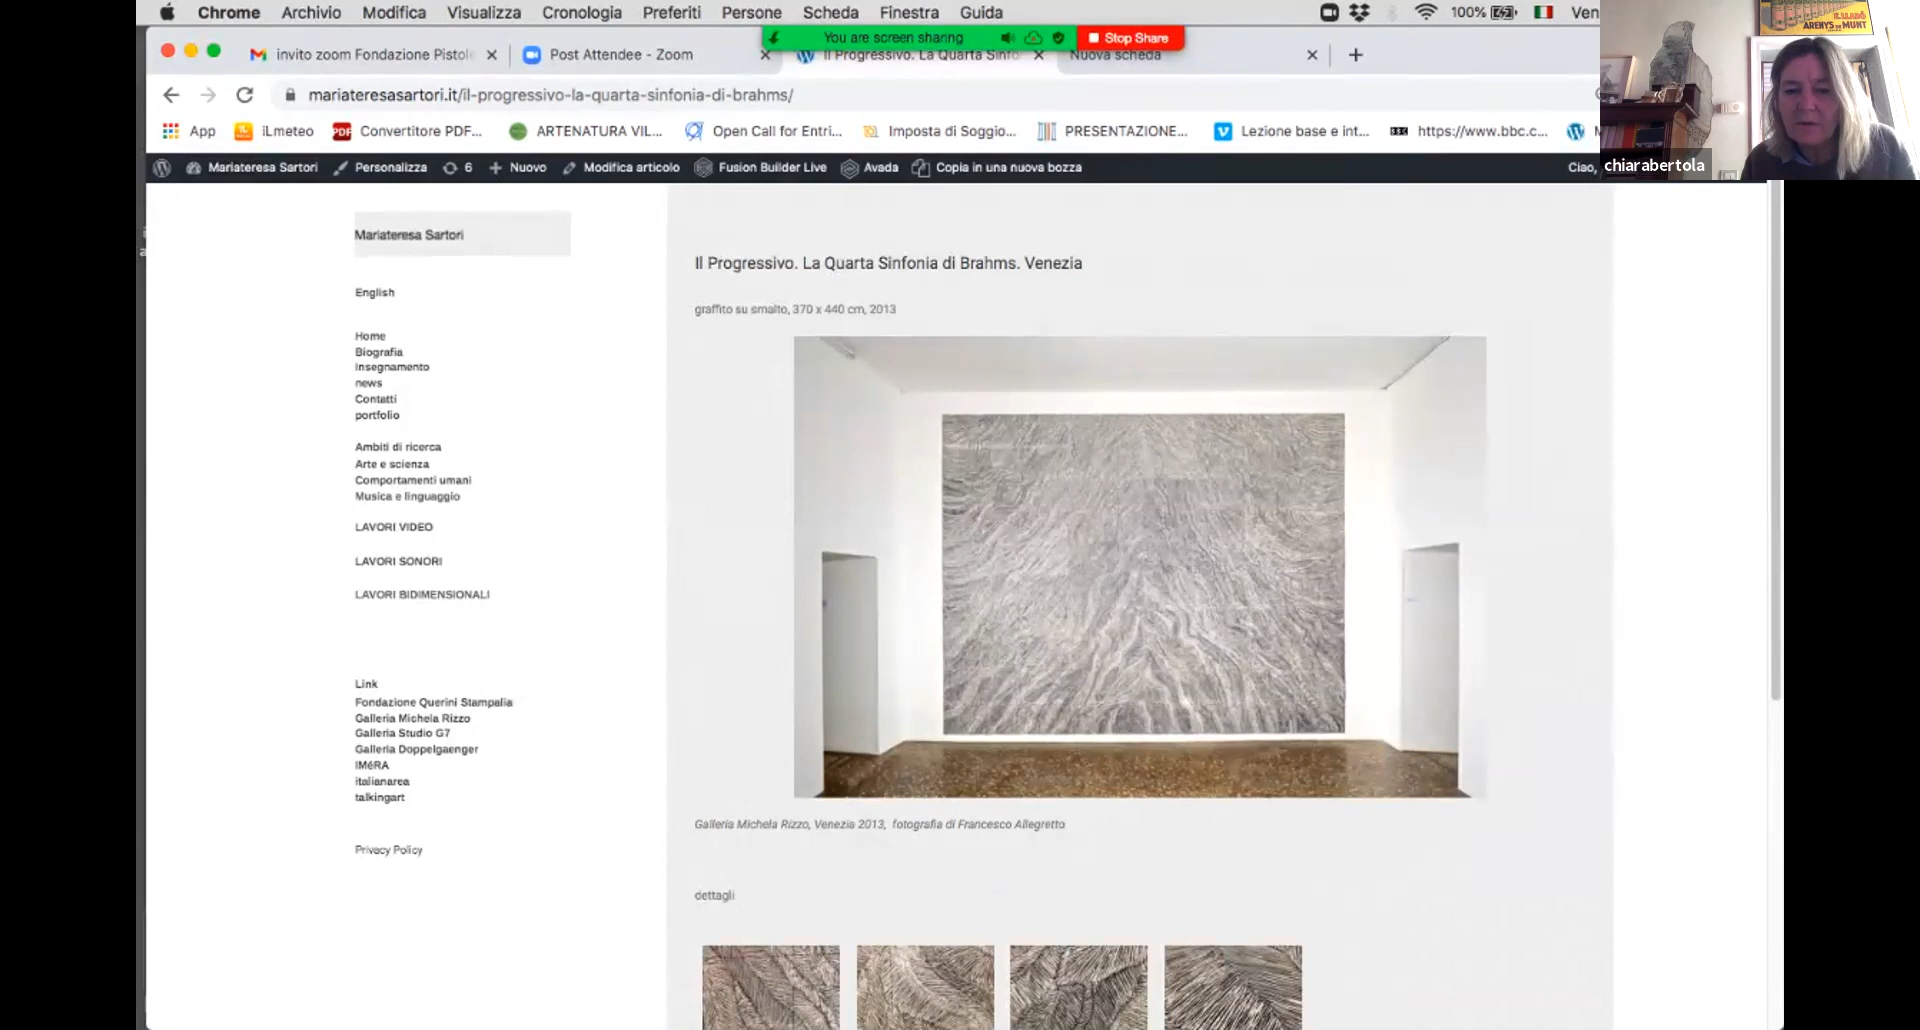 Chrome Archivio Modifica Visualizza Cronologia Preferiti Persone Scheda Finestra Guida 100% Ven
You are screen sharing Stop Share
invito zoom Fondazione Pistole Post Attendee - Zoom Il Progressivo. La Quarta Sinfo Nuova scheda
mariateresasartori.it/il-progressivo-la-quarta-sinfonia-di-brahms/
App iLmeteo PDF Convertitore PDF... ARTENATURA VIL... Open Call for Entri... Imposta di Soggio... PRESENTAZIONE... Lezione base e int... BBC https://www.bbc.c...
Mariateresa Sartori Personalizza 6 Nuovo Modifica articolo Fusion Builder Live Avada Copia in una nuova bozza Ciao,
ARENYS DE MUNT
chiarabertola
Mariateresa Sartori
English
Home
Biografia
Insegnamento
news
Contatti
portfolio
Ambiti di ricerca
Arte e scienza
Comportamenti umani
Musica e linguaggio
LAVORI VIDEO
LAVORI SONORI
LAVORI BIDIMENSIONALI
Link
Fondazione Querini Stampalia
Galleria Michela Rizzo
Galleria Studio G7
Galleria Doppelgaenger
IMéRA
italianarea
talkingart
Privacy Policy
Il Progressivo. La Quarta Sinfonia di Brahms. Venezia
graffito su smalto, 370 x 440 cm, 2013
Galleria Michela Rizzo, Venezia 2013, fotografia di Francesco Allegretto
dettagli